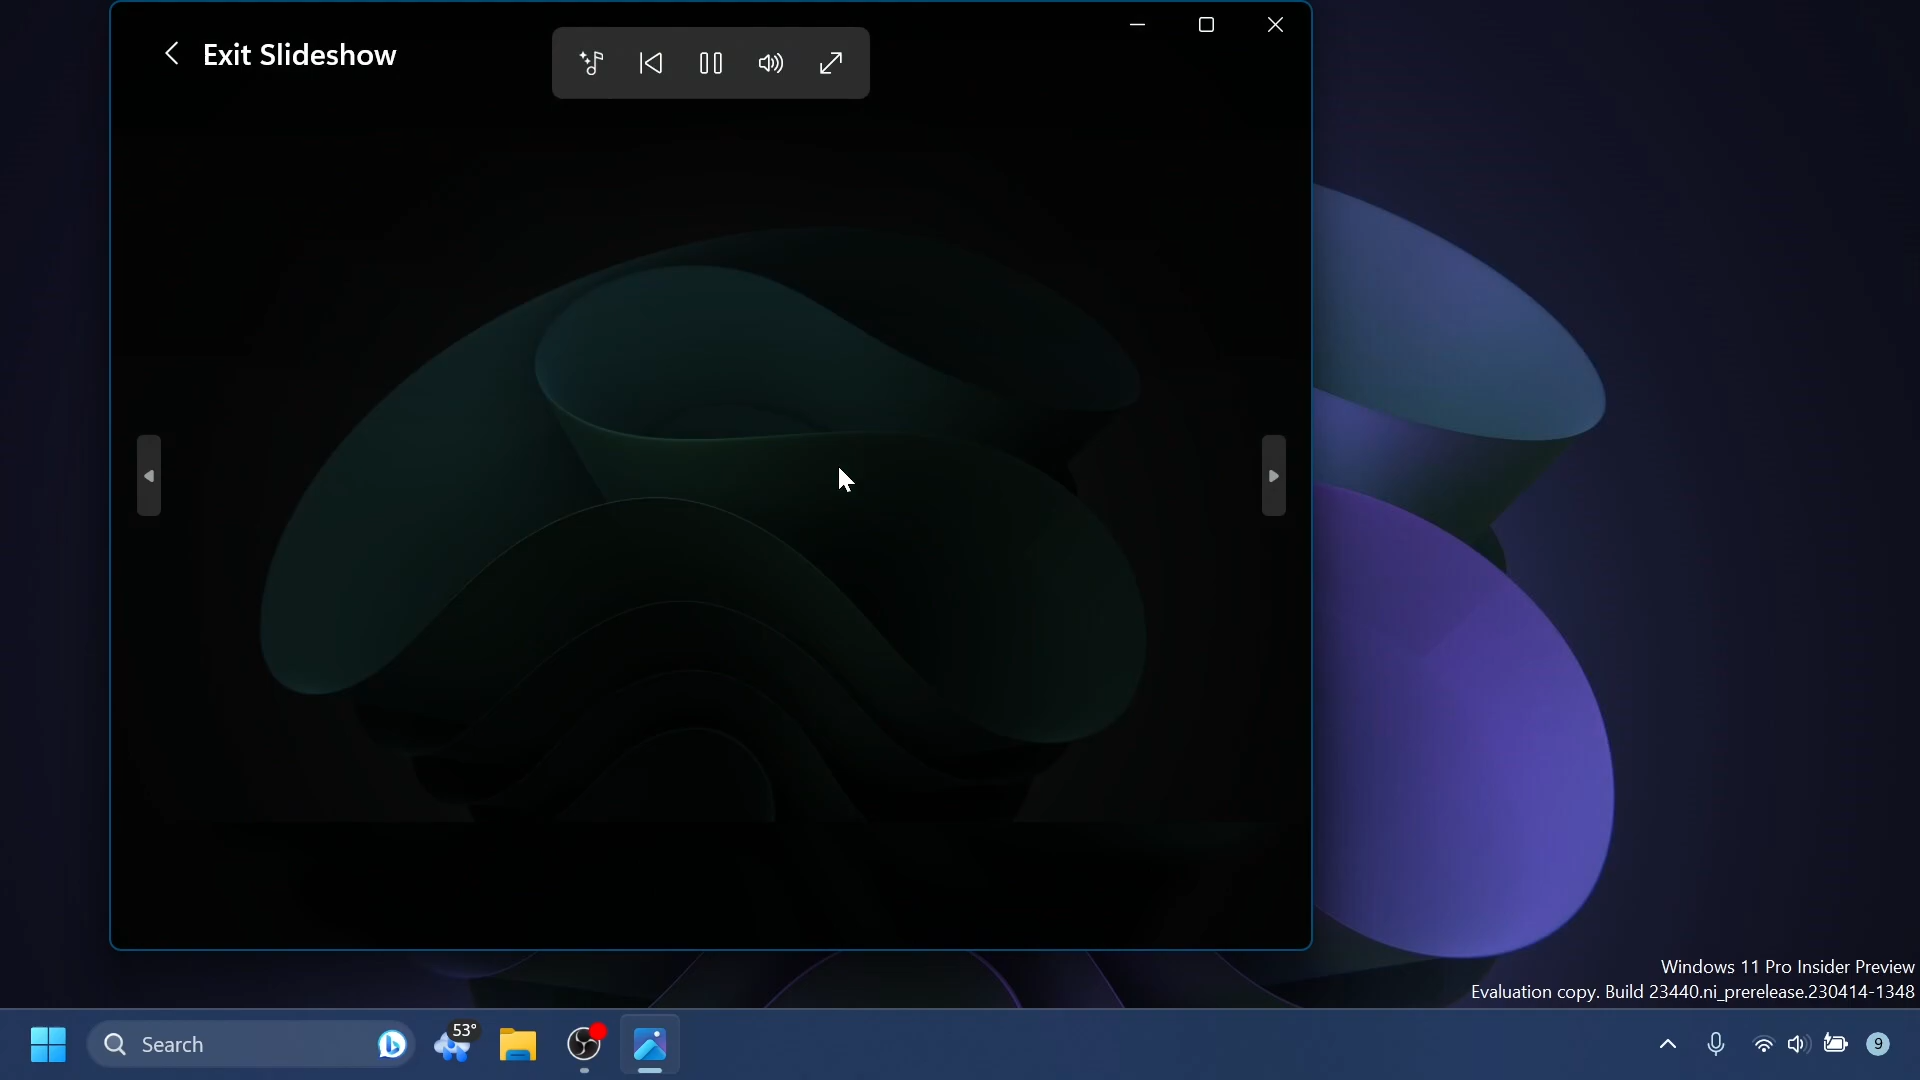 Exit Slideshow
Windows 11 Pro Insider Preview
Evaluation copy. Build 23440.ni_prerelease.230414-1348
Search
53°
9